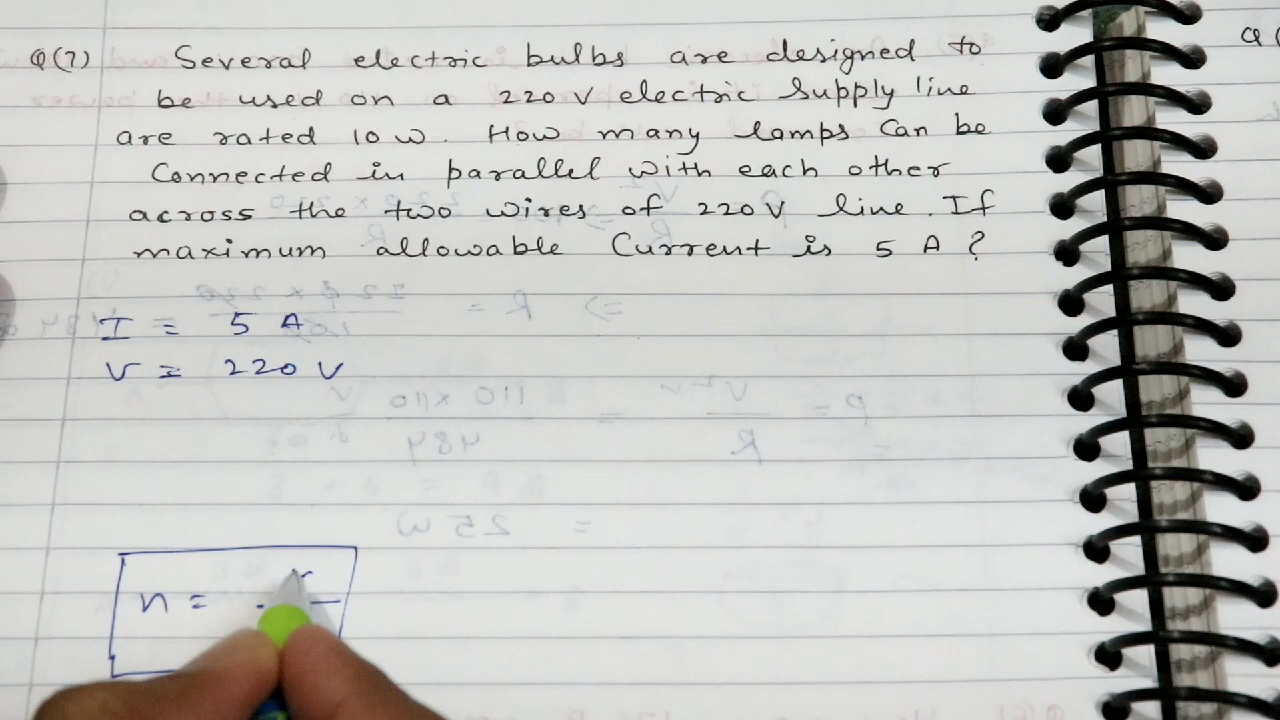 Q(7) Several electric bulbs are designed to
be used on a 220 V electric Supply line
are rated 10 W. How many lamps Can be
Connected in parallel with each other
across the two wires of 220 V line. If
maximum allowable Current is 5 A ?
I = 5 A
V = 220 V
n =